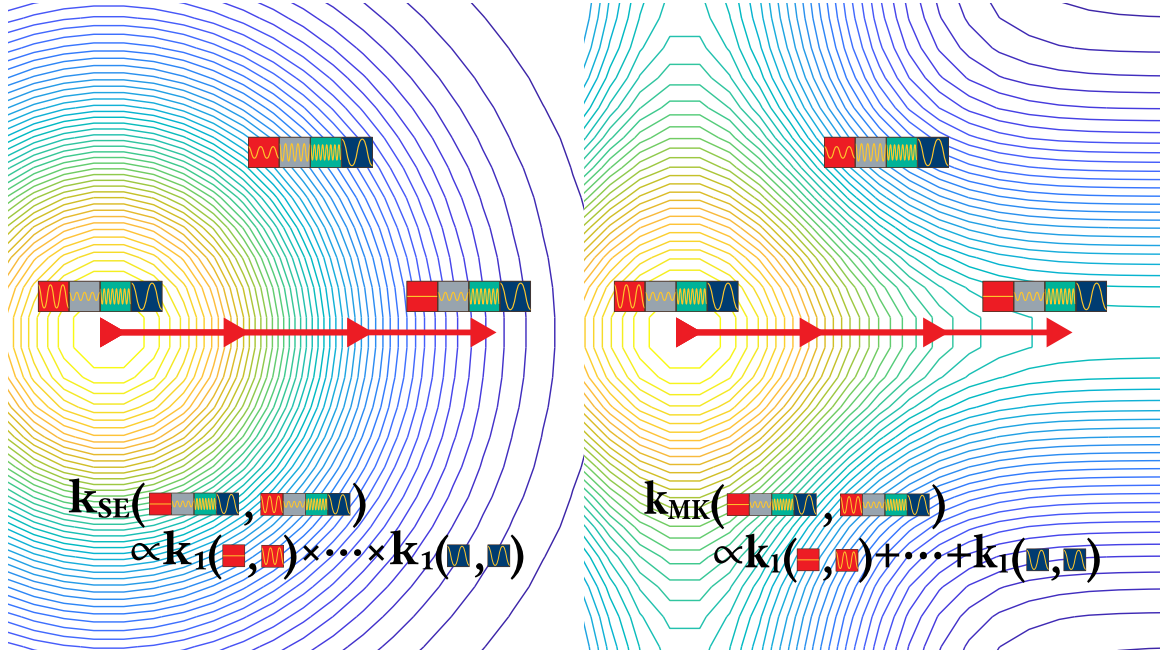 kSE( , )
∝k1( , )×···×k1( , )
kMK( , )
∝k1( , )+···+k1( , )